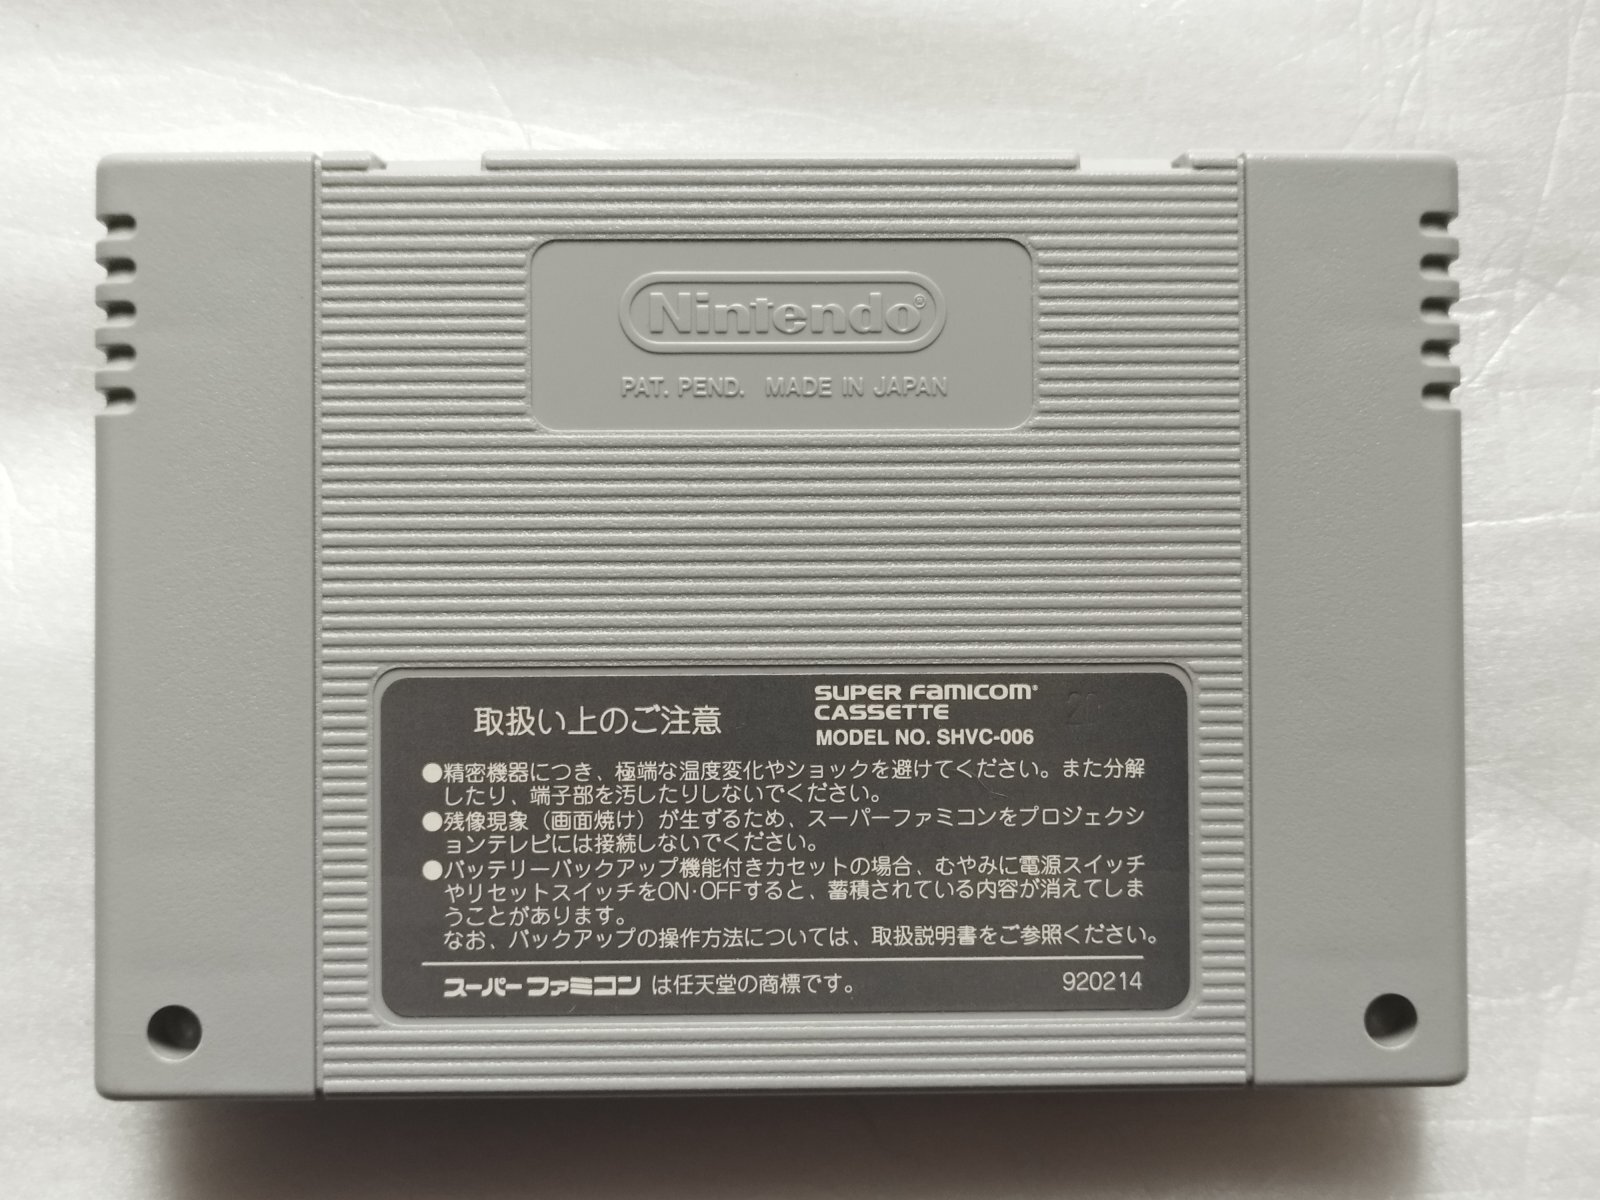 Nintendo®
PAT. PEND. MADE IN JAPAN
取扱い上のご注意
SUPER FAMICOM®
CASSETTE
MODEL NO. SHVC-006
●精密機器につき、極端な温度変化やショックを避けてください。また分解
したり、端子部を汚したりしないでください。
●残像現象（画面焼け）が生ずるため、スーパーファミコンをプロジェクシ
ョンテレビには接続しないでください。
●バッテリーバックアップ機能付きカセットの場合、むやみに電源スイッチ
やリセットスイッチをON・OFFすると、蓄積されている内容が消えてしま
うことがあります。
なお、バックアップの操作方法については、取扱説明書をご参照ください。
スーパーファミコンは任天堂の商標です。
920214